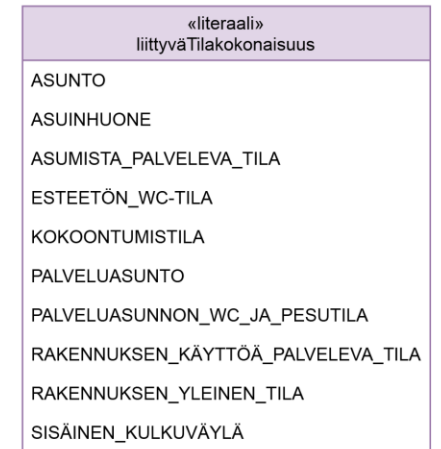 «literaali»
liittyväTilakokonaisuus
ASUNTO
ASUINHUONE
ASUMISTA_PALVELEVA_TILA
ESTEETÖN_WC-TILA
KOKOONTUMISTILA
PALVELUASUNTO
PALVELUASUNNON_WC_JA_PESUTILA
RAKENNUKSEN_KÄYTTÖÄ_PALVELEVA_TILA
RAKENNUKSEN_YLEINEN_TILA
SISÄINEN_KULKUVÄYLÄ